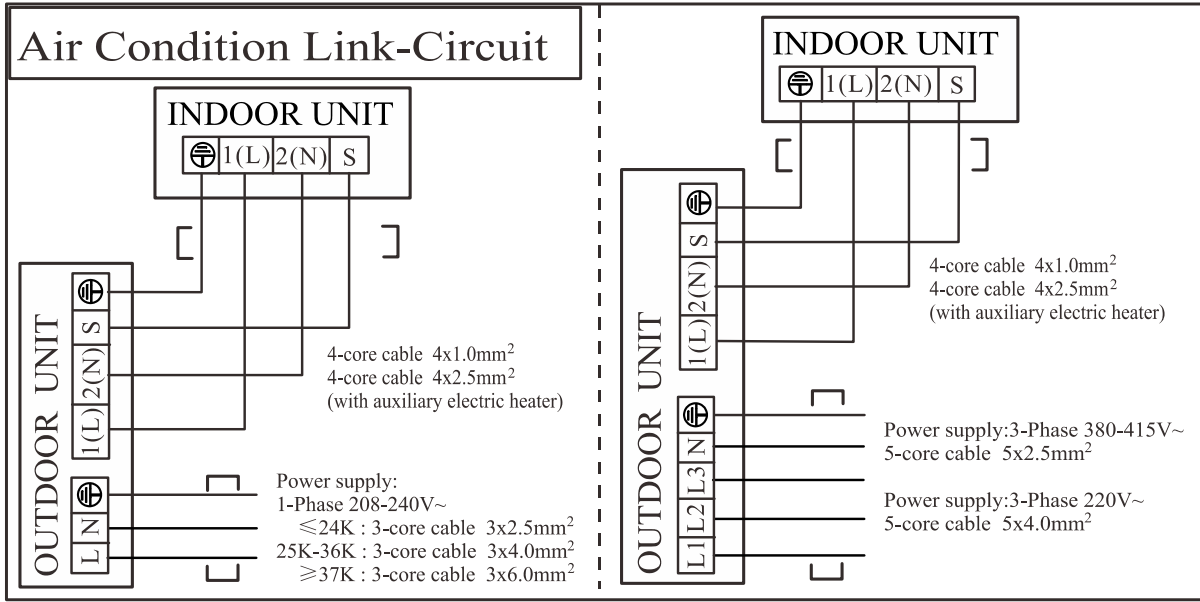 Air Condition Link-Circuit
INDOOR UNIT
1(L) 2(N) S
OUTDOOR UNIT
S
2(N)
1(L)
N
L
4-core cable 4x1.0mm²
4-core cable 4x2.5mm²
(with auxiliary electric heater)
Power supply:
1-Phase 208-240V~
≤24K : 3-core cable 3x2.5mm²
25K-36K : 3-core cable 3x4.0mm²
≥37K : 3-core cable 3x6.0mm²
INDOOR UNIT
1(L) 2(N) S
OUTDOOR UNIT
S
2(N)
1(L)
N
L3
L2
L1
4-core cable 4x1.0mm²
4-core cable 4x2.5mm²
(with auxiliary electric heater)
Power supply:3-Phase 380-415V~
5-core cable 5x2.5mm²
Power supply:3-Phase 220V~
5-core cable 5x4.0mm²